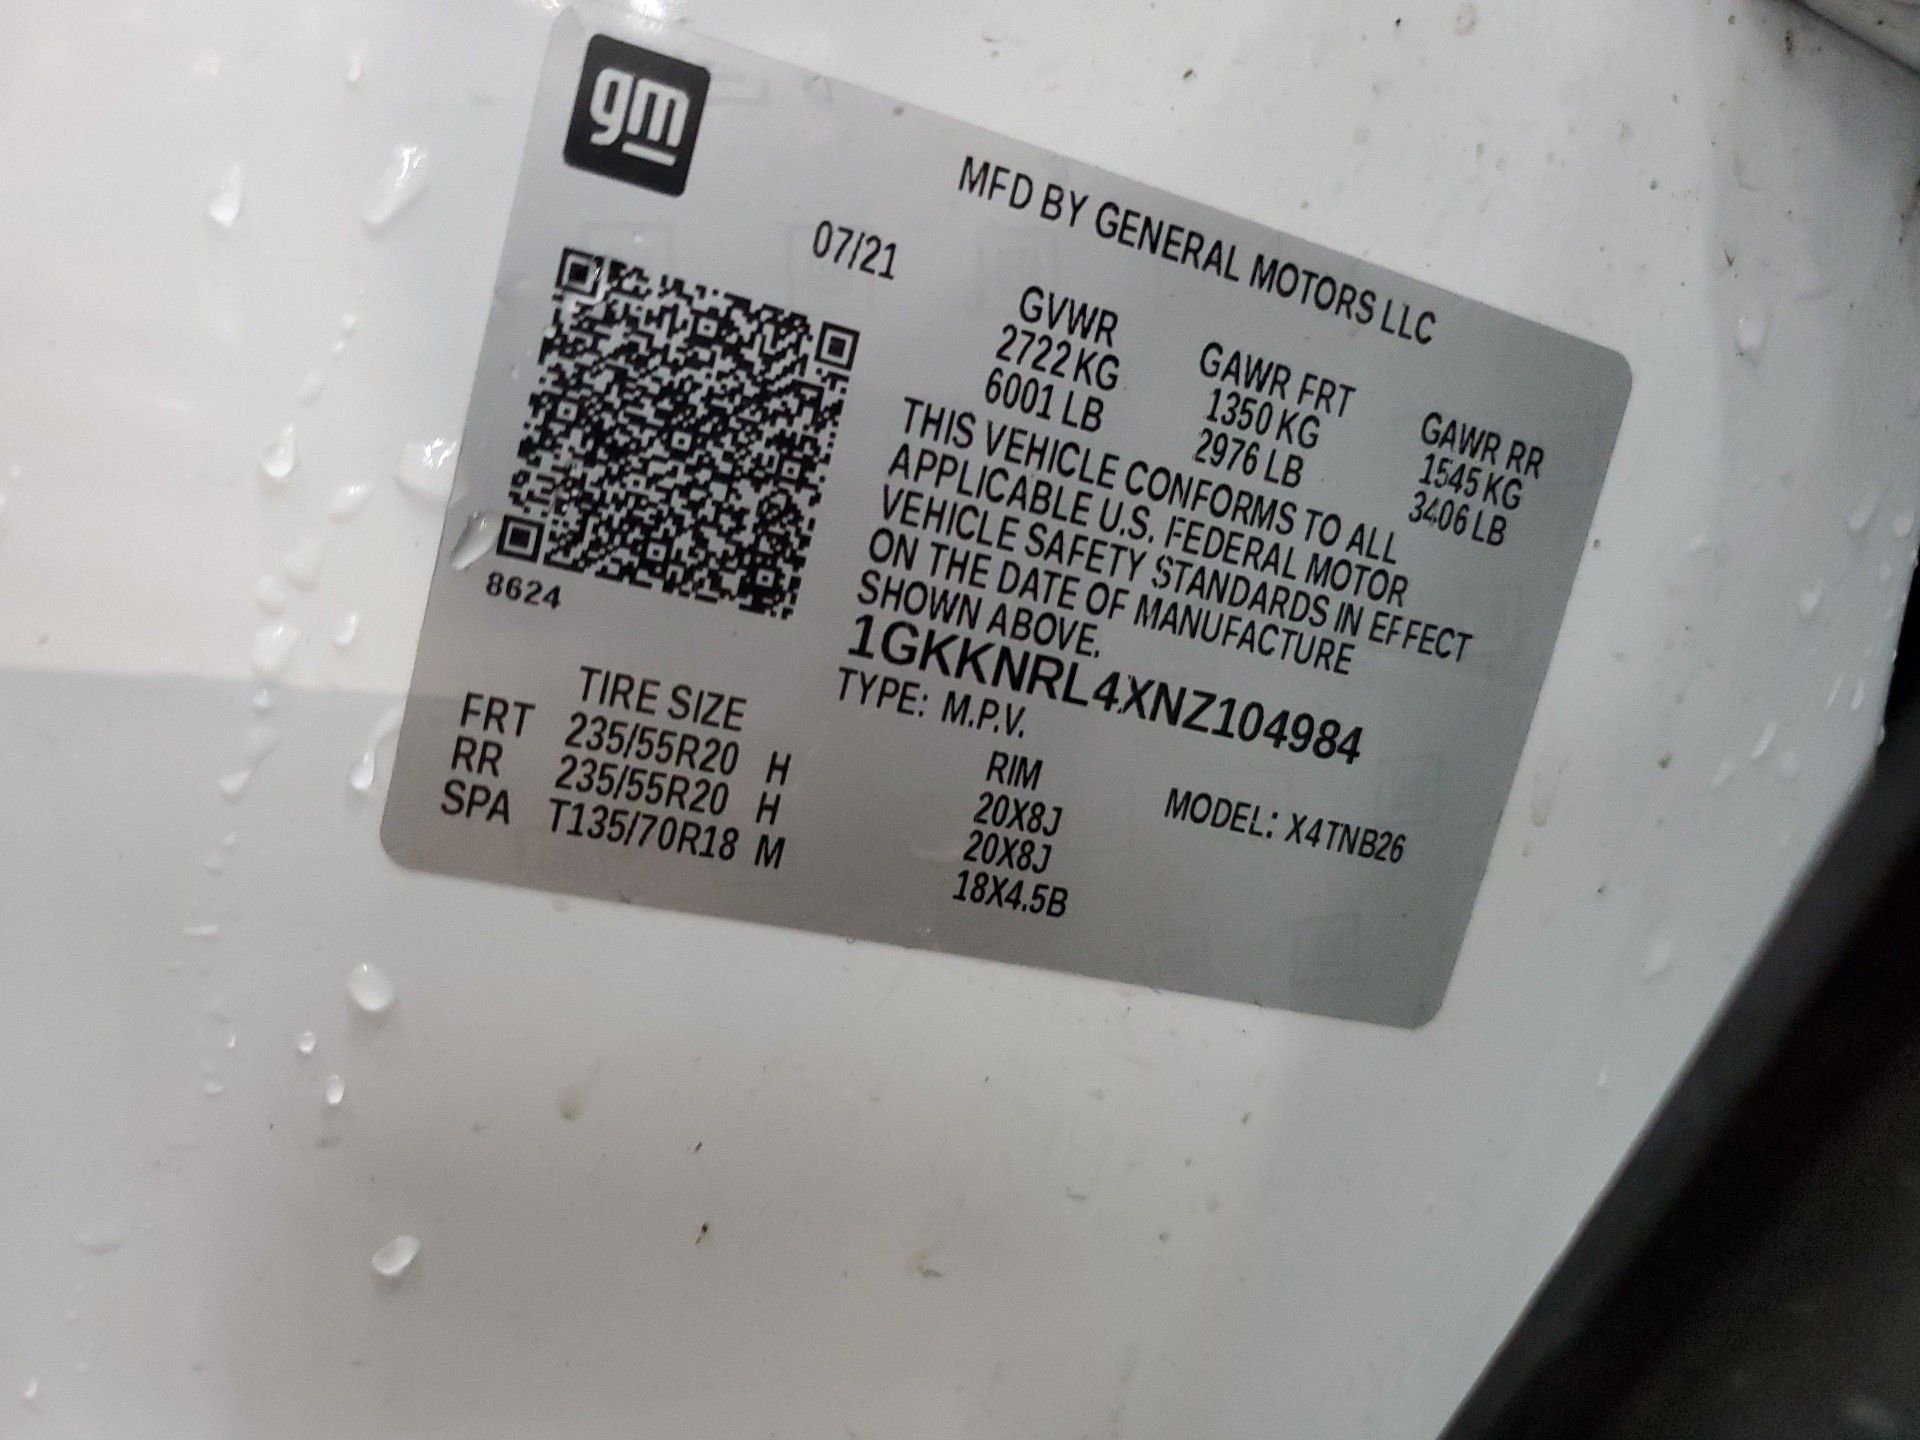 gm
MFD BY GENERAL MOTORS LLC
07/21
GVWR GAWR FRT GAWR RR
2722 KG 1350 KG 1545 KG
6001 LB 2976 LB 3406 LB
THIS VEHICLE CONFORMS TO ALL
APPLICABLE U.S. FEDERAL MOTOR
VEHICLE SAFETY STANDARDS IN EFFECT
ON THE DATE OF MANUFACTURE
SHOWN ABOVE.
8624
1GKKNRL4XNZ104984
TYPE: M.P.V. MODEL: X4TNB26
TIRE SIZE RIM
FRT 235/55R20 H 20X8J
RR 235/55R20 H 20X8J
SPA T135/70R18 M 18X4.5B